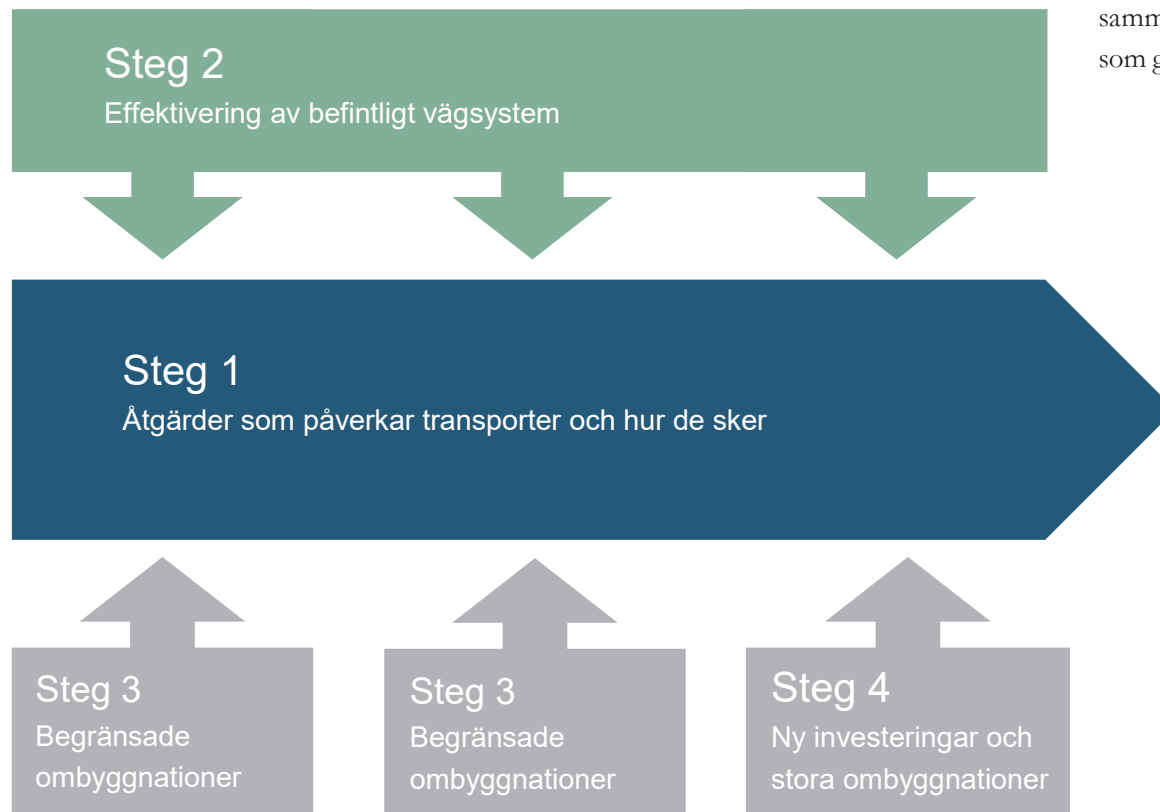 Steg 2
Effektivering av befintligt vägsystem
Steg 1
Åtgärder som påverkar transporter och hur de sker
Steg 3
Begränsade
ombyggnationer
Steg 3
Begränsade
ombyggnationer
Steg 4
Ny investeringar och
stora ombyggnationer
som